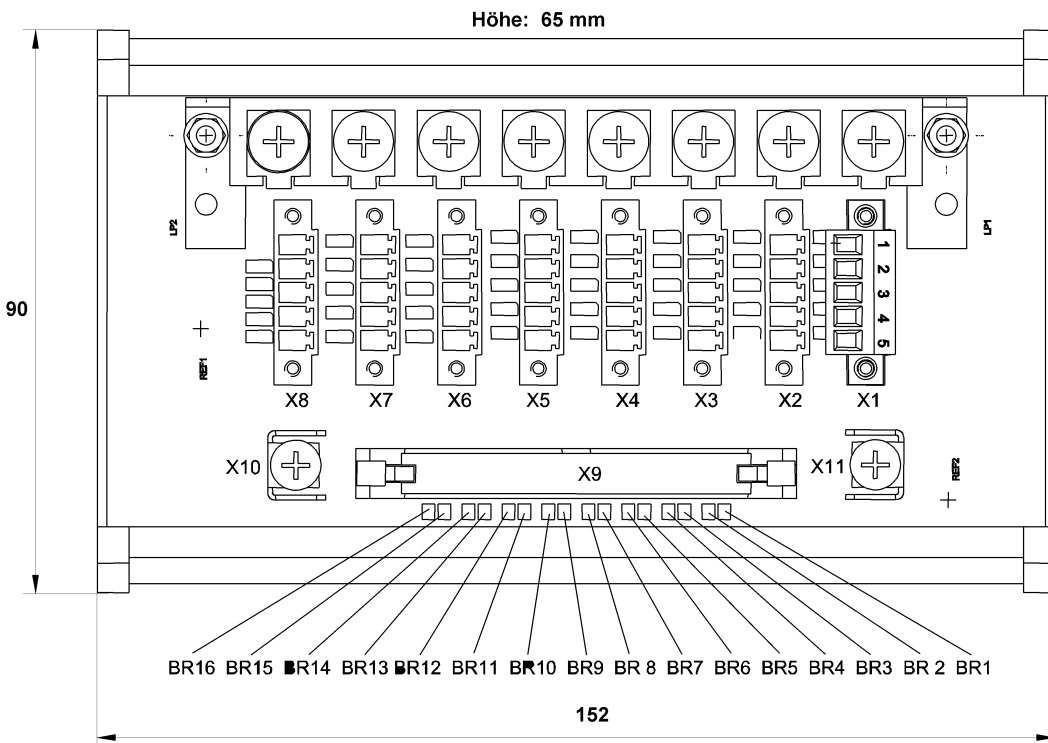 Höhe: 65 mm
90
LP2
LP1
1
2
3
4
5
REF1
X8 X7 X6 X5 X4 X3 X2 X1
X10 X9 X11
REF2
BR16 BR15 BR14 BR13 BR12 BR11 BR10 BR9 BR 8 BR7 BR6 BR5 BR4 BR3 BR 2 BR1
152